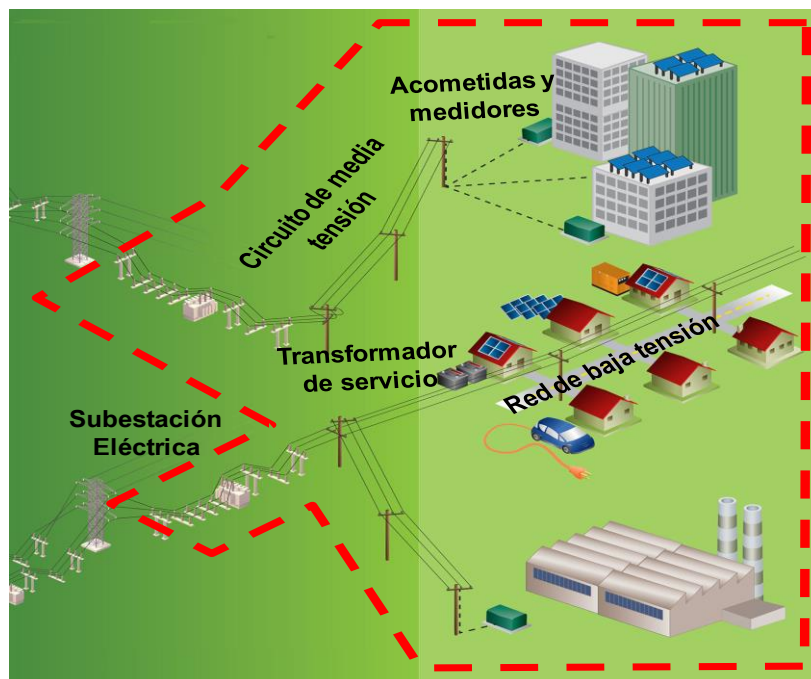 Acometidas y
medidores
Circuito de media
tensión
Transformador
de servicio
Red de baja tensión
Subestación
Eléctrica